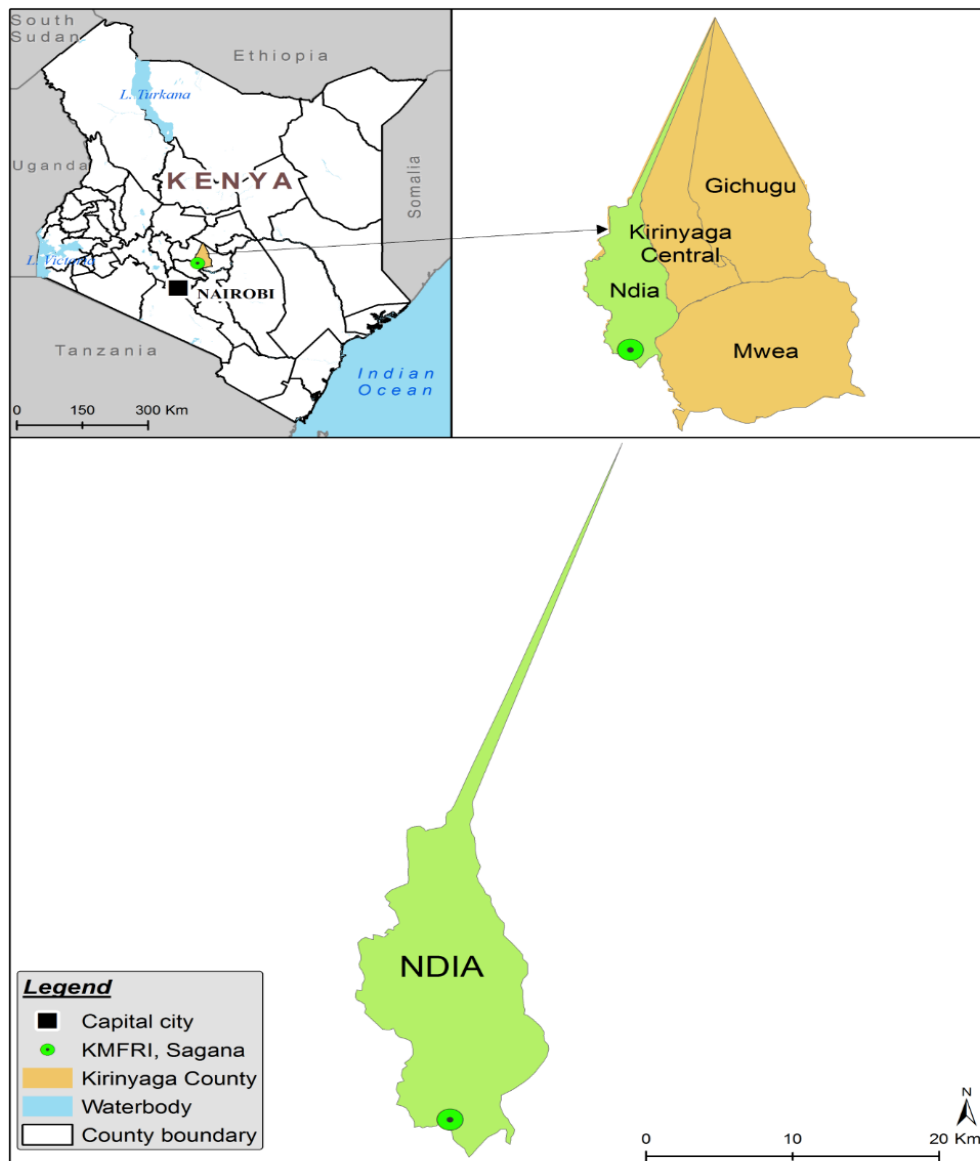 South
Sudan
Ethiopia
L. Turkana
Uganda
KENYA
Somalia
L. Victoria
NAIROBI
Tanzania
Indian
Ocean
0 150 300 Km
Gichugu
Kirinyaga
Central
Ndia
Mwea
NDIA
Legend
Capital city
KMFRI, Sagana
Kirinyaga County
Waterbody
County boundary
N
0 10 20 Km